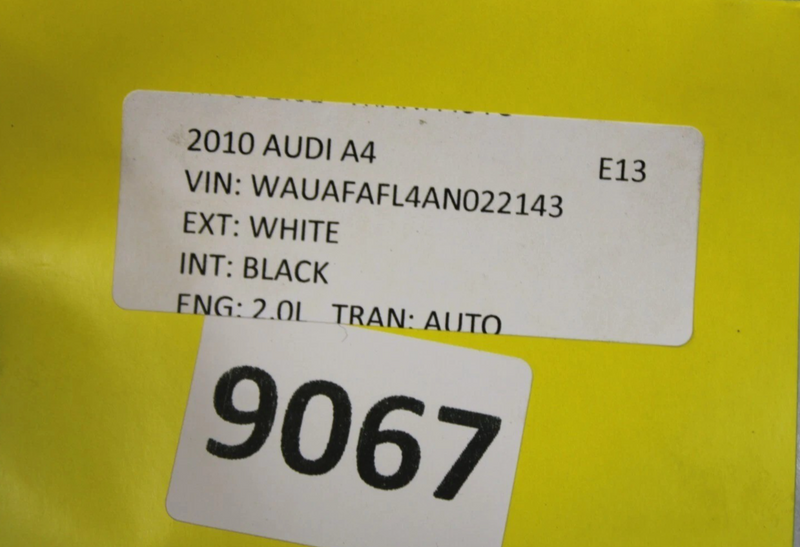 2010 AUDI A4 E13
VIN: WAUAFAFL4AN022143
EXT: WHITE
INT: BLACK
ENG: 2.0L TRAN: AUTO
9067